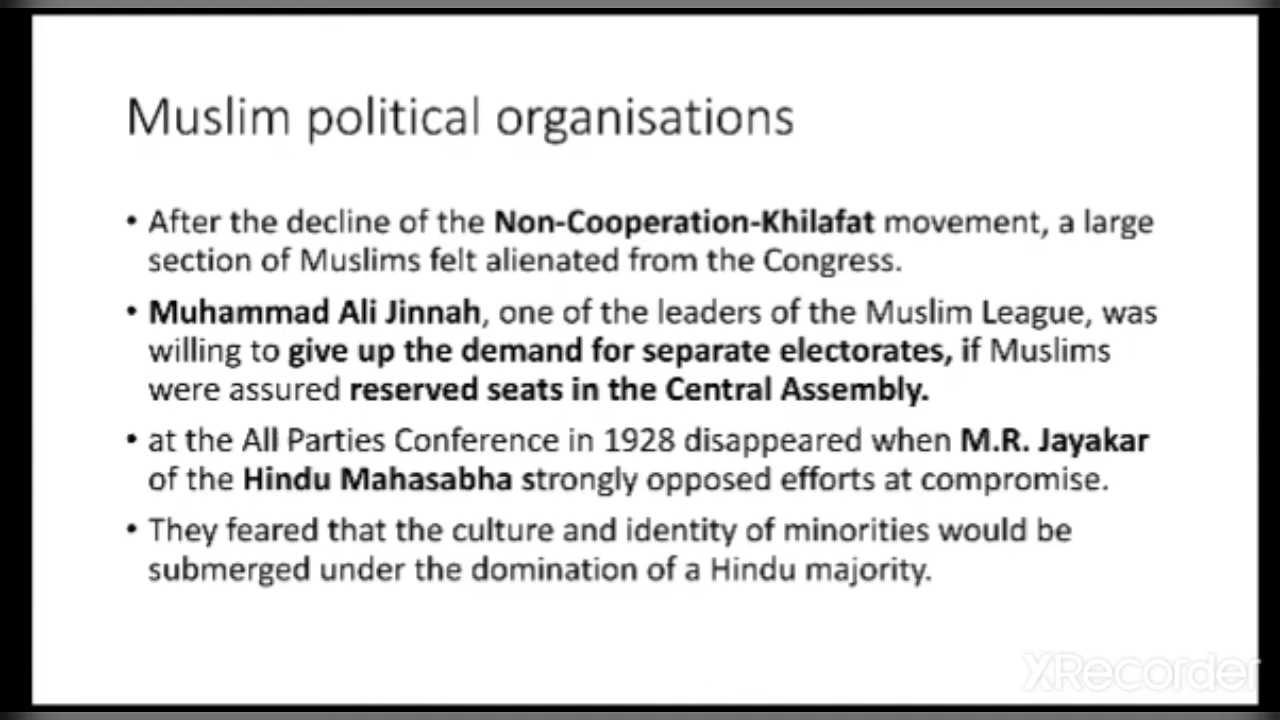 Muslim political organisations
• After the decline of the Non-Cooperation-Khilafat movement, a large
section of Muslims felt alienated from the Congress.
• Muhammad Ali Jinnah, one of the leaders of the Muslim League, was
willing to give up the demand for separate electorates, if Muslims
were assured reserved seats in the Central Assembly.
• at the All Parties Conference in 1928 disappeared when M.R. Jayakar
of the Hindu Mahasabha strongly opposed efforts at compromise.
• They feared that the culture and identity of minorities would be
submerged under the domination of a Hindu majority.
XRecorder